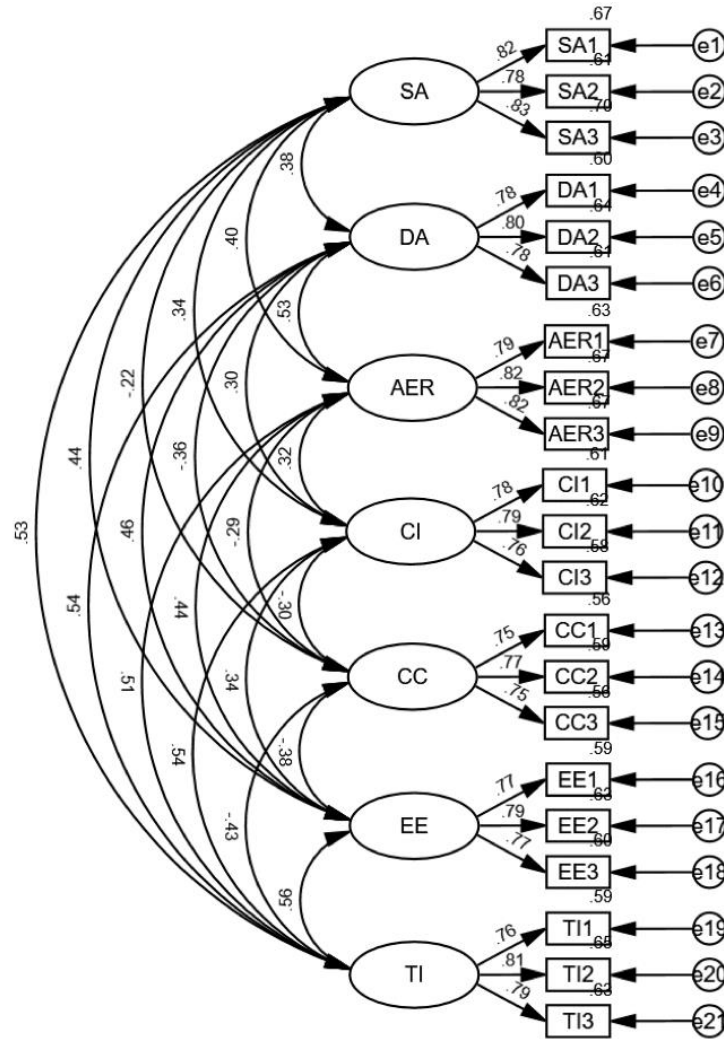 .67
.82 SA1 e1
.61
SA .78 SA2 e2
.70
.83 SA3 e3
.38
.60
.78 DA1 e4
.64
.40 DA .80 DA2 e5
.61
.78 DA3 e6
.34 .53
.63
.79 AER1 e7
.67
-.22 .30 AER .82 AER2 e8
.67
.82 AER3 e9
.44 -.36 .32
.61
.78 CI1 e10
.62
.53 .46 -.29 CI .79 CI2 e11
.58
.76 CI3 e12
.54 .44 -.30
.56
.75 CC1 e13
.59
.51 .34 CC .77 CC2 e14
.56
.75 CC3 e15
.54 -.38
.59
.77 EE1 e16
.63
-.43 EE .79 EE2 e17
.60
.77 EE3 e18
.56
.59
.76 TI1 e19
.65
TI .81 TI2 e20
.63
.79 TI3 e21